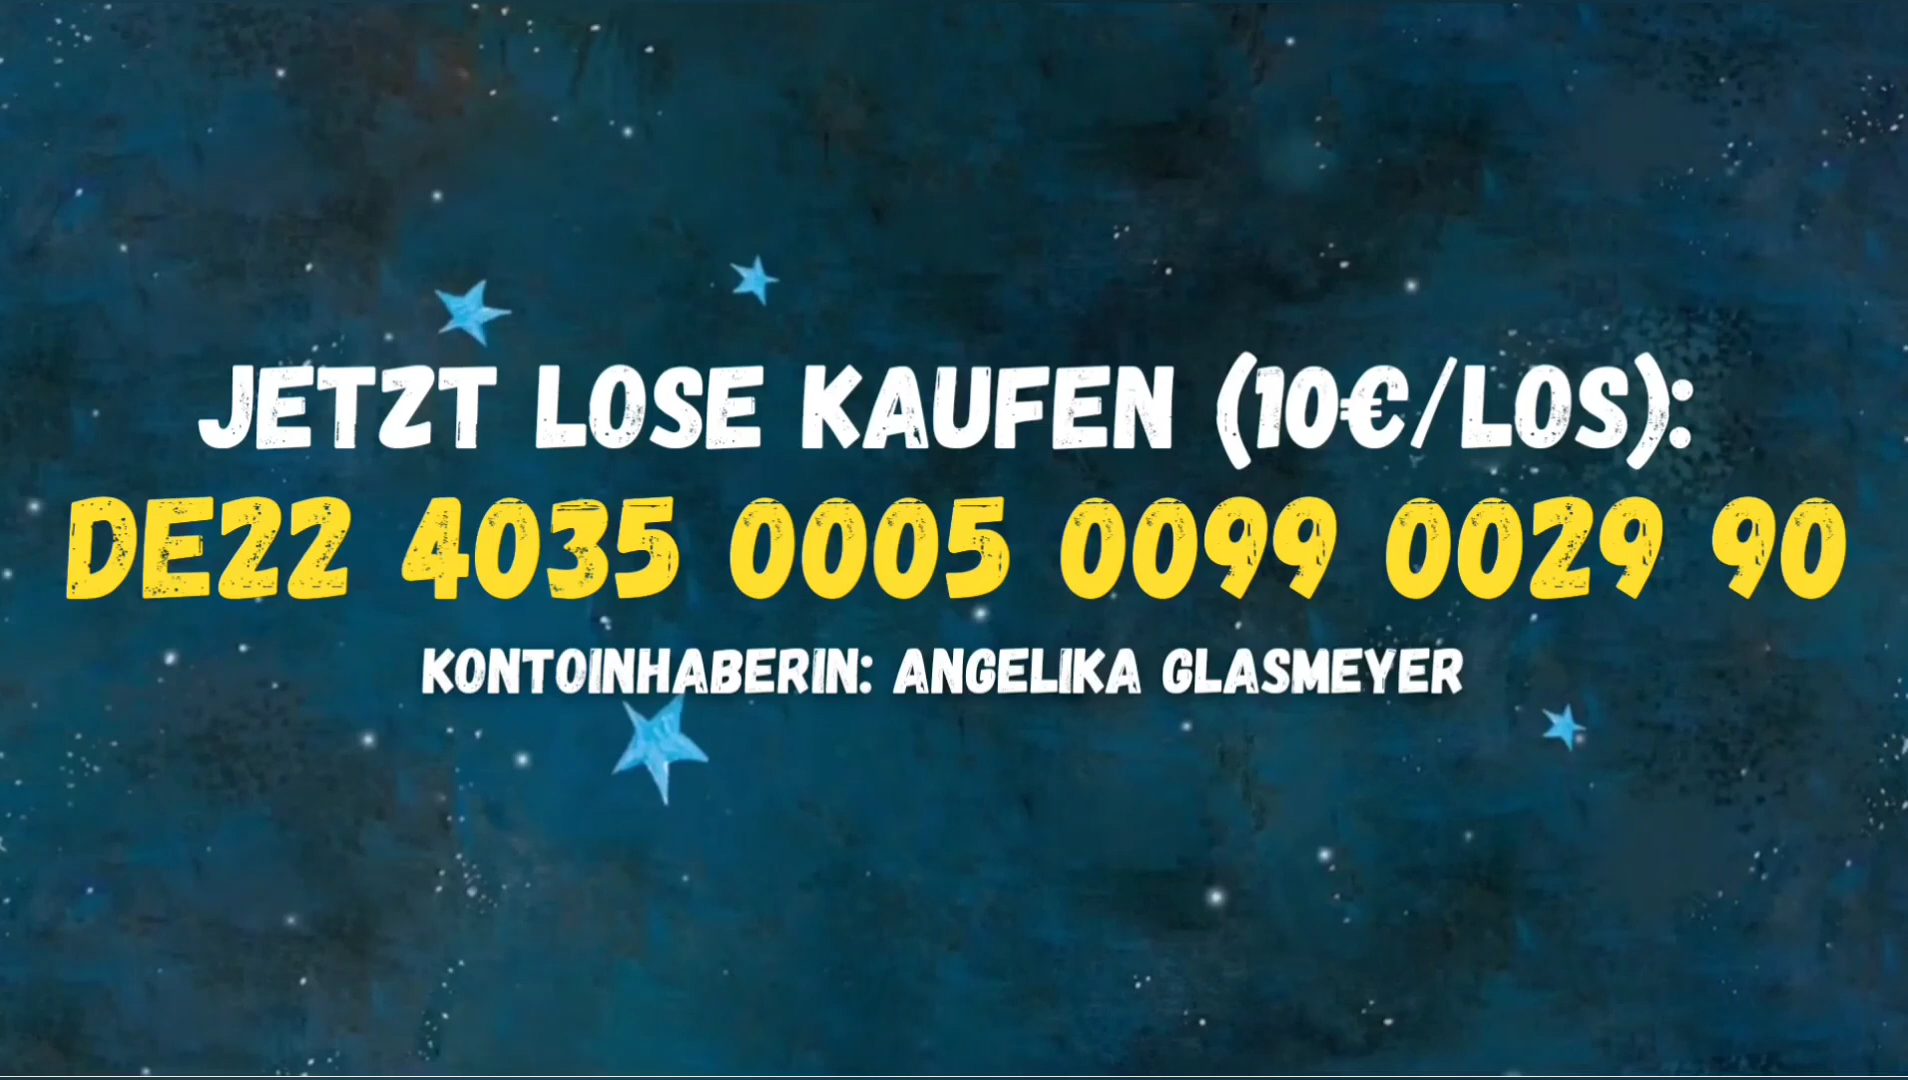 JETZT LOSE KAUFEN (10€/LOS):
DE22 4035 0005 0099 0029 90
KONTOINHABERIN: ANGELIKA GLASMEYER